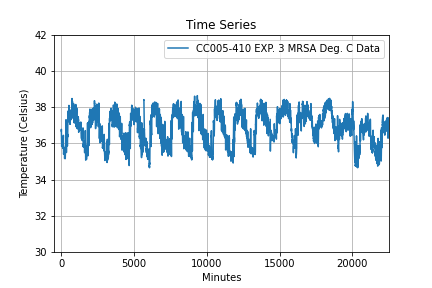 Time Series
CC005-410 EXP. 3 MRSA Deg. C Data
Temperature (Celsius)
42
40
38
36
34
32
30
0 5000 10000 15000 20000
Minutes